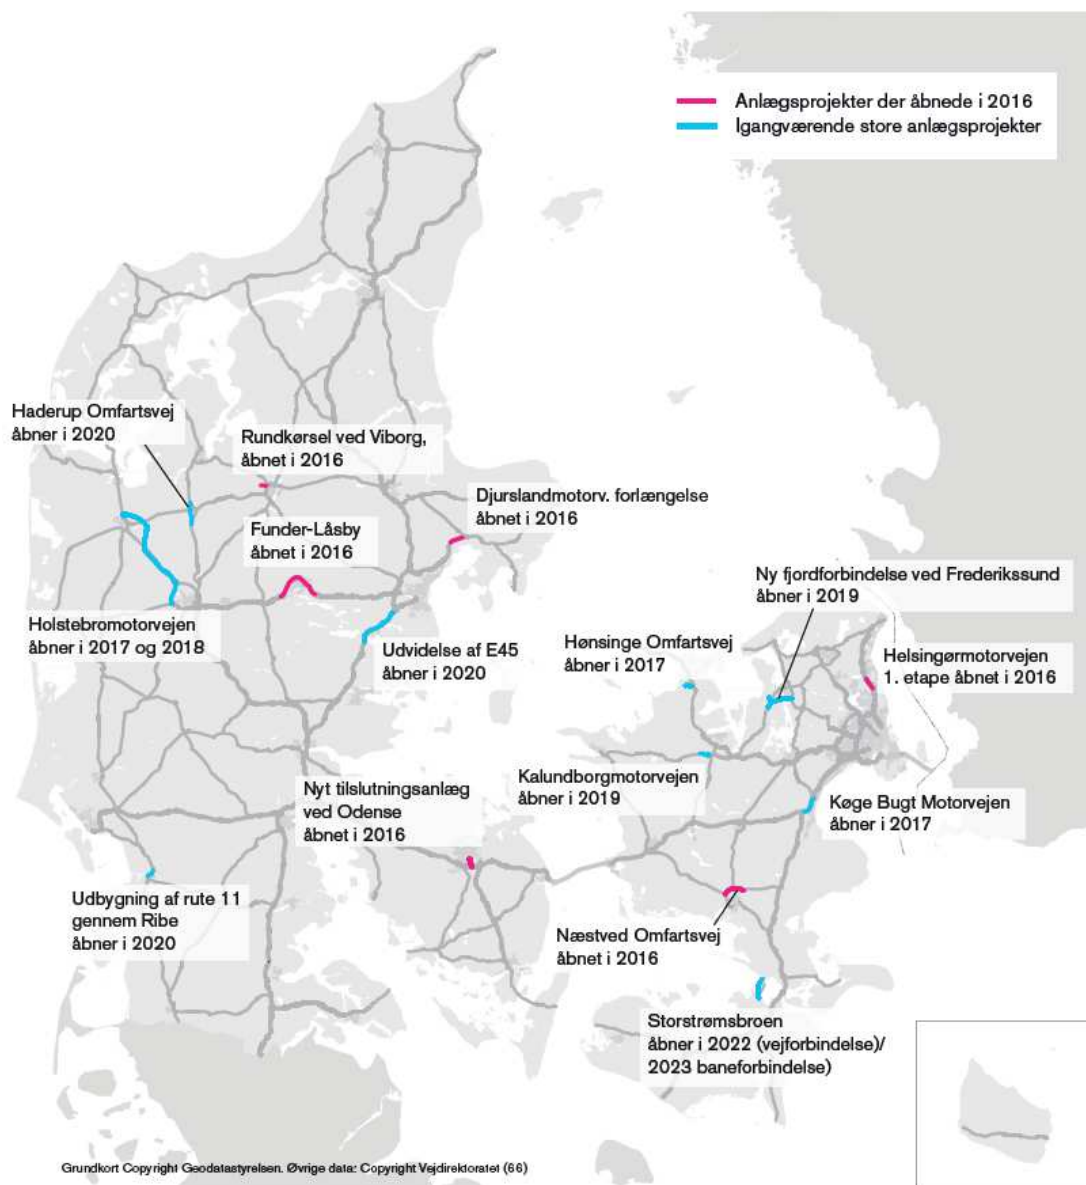 Anlægsprojekter der åbnede i 2016
Igangværende store anlægsprojekter
Haderup Omfartsvej
åbner i 2020
Rundkørsel ved Viborg,
åbnet i 2016
Djurslandmotorv. forlængelse
åbnet i 2016
Funder-Låsby
åbnet i 2016
Ny fjordforbindelse ved Frederikssund
åbner i 2019
Holstebromotorvejen
åbner i 2017 og 2018
Udvidelse af E45
åbner i 2020
Hønsinge Omfartsvej
åbner i 2017
Helsingørmotorvejen
1. etape åbnet i 2016
Kalundborgmotorvejen
åbner i 2019
Nyt tilslutningsanlæg
ved Odense
åbnet i 2016
Køge Bugt Motorvejen
åbner i 2017
Udbygning af rute 11
gennem Ribe
åbner i 2020
Næstved Omfartsvej
åbnet i 2016
Storstrømsbroen
åbner i 2022 (vejforbindelse)/
2023 baneforbindelse)
Grundkort Copyright Geodatastyrelsen. Øvrige data: Copyright Vejdirektoratet (66)